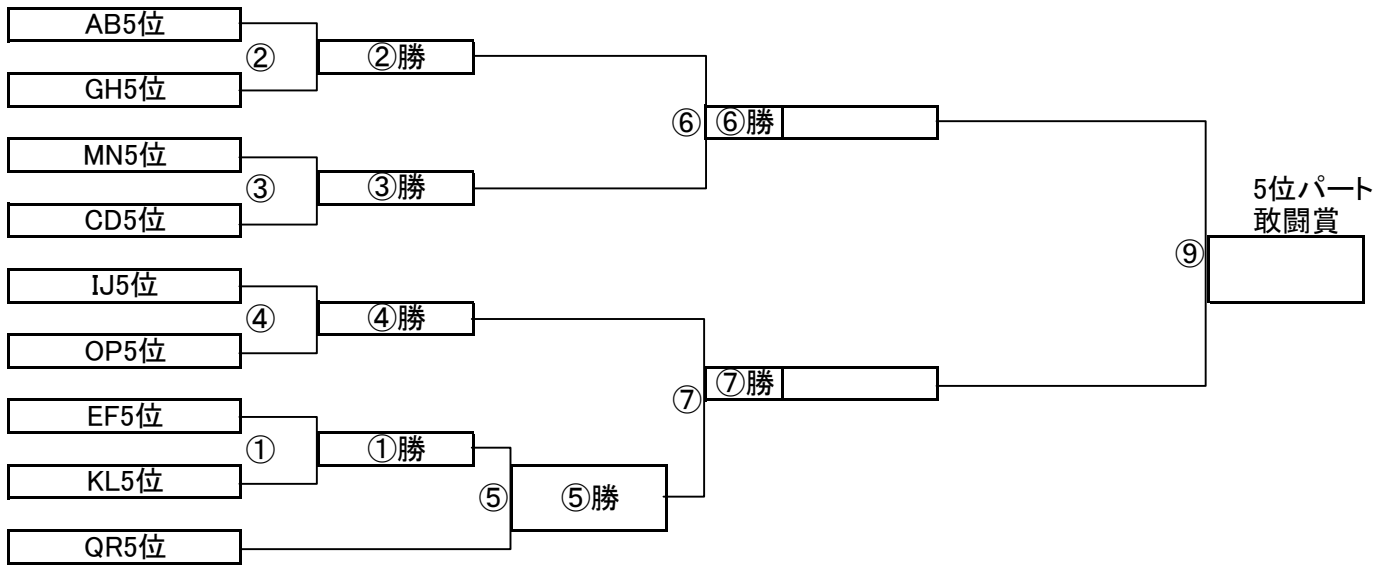 AB5位
②
②勝
GH5位
⑥
⑥勝
MN5位
③
③勝
CD5位
5位パート
敢闘賞
⑨
IJ5位
④
④勝
OP5位
⑦
⑦勝
EF5位
①
①勝
KL5位
⑤
⑤勝
QR5位